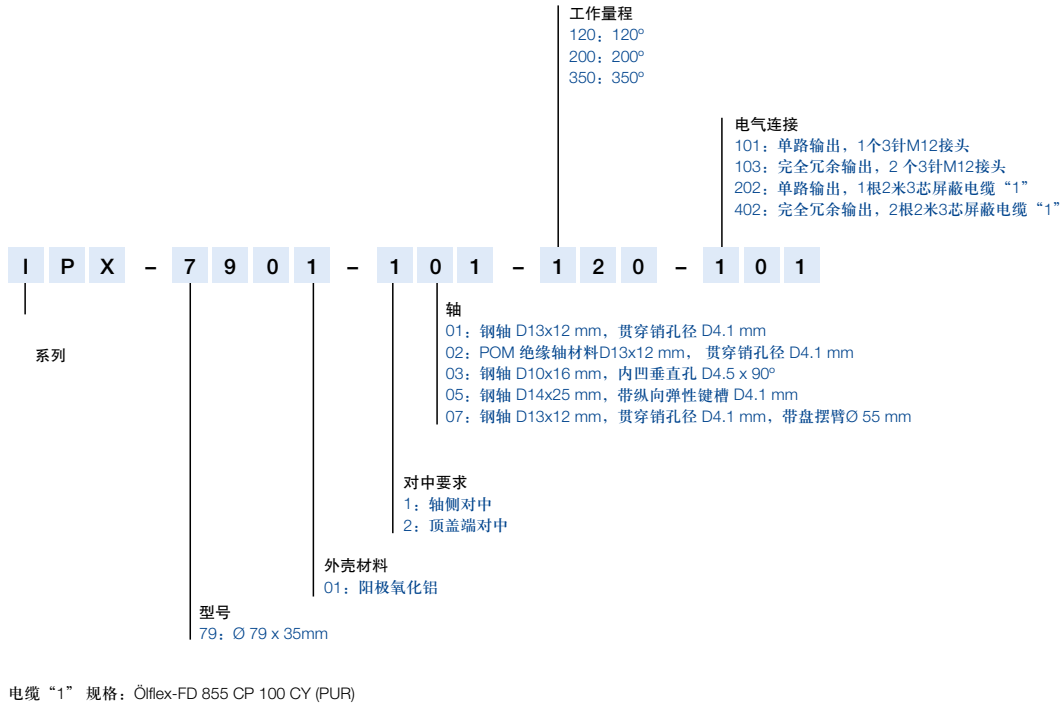 工作量程
120：120º
200：200º
350：350º
电气连接
101：单路输出，1个3针M12接头
103：完全冗余输出，2 个3针M12接头
202：单路输出，1根2米3芯屏蔽电缆“1”
402：完全冗余输出，2根2米3芯屏蔽电缆“1”
I P X – 7 9 0 1 – 1 0 1 – 1 2 0 – 1 0 1
系列
轴
01：钢轴 D13x12 mm，贯穿销孔径 D4.1 mm
02：POM 绝缘轴材料D13x12 mm， 贯穿销孔径 D4.1 mm
03：钢轴 D10x16 mm，内凹垂直孔 D4.5 x 90º
05：钢轴 D14x25 mm，带纵向弹性键槽 D4.1 mm
07：钢轴 D13x12 mm，贯穿销孔径 D4.1 mm，带盘摆臂Ø 55 mm
对中要求
1：轴侧对中
2：顶盖端对中
外壳材料
01：阳极氧化铝
型号
79：Ø 79 x 35mm
电缆“1” 规格：Ölflex-FD 855 CP 100 CY (PUR)